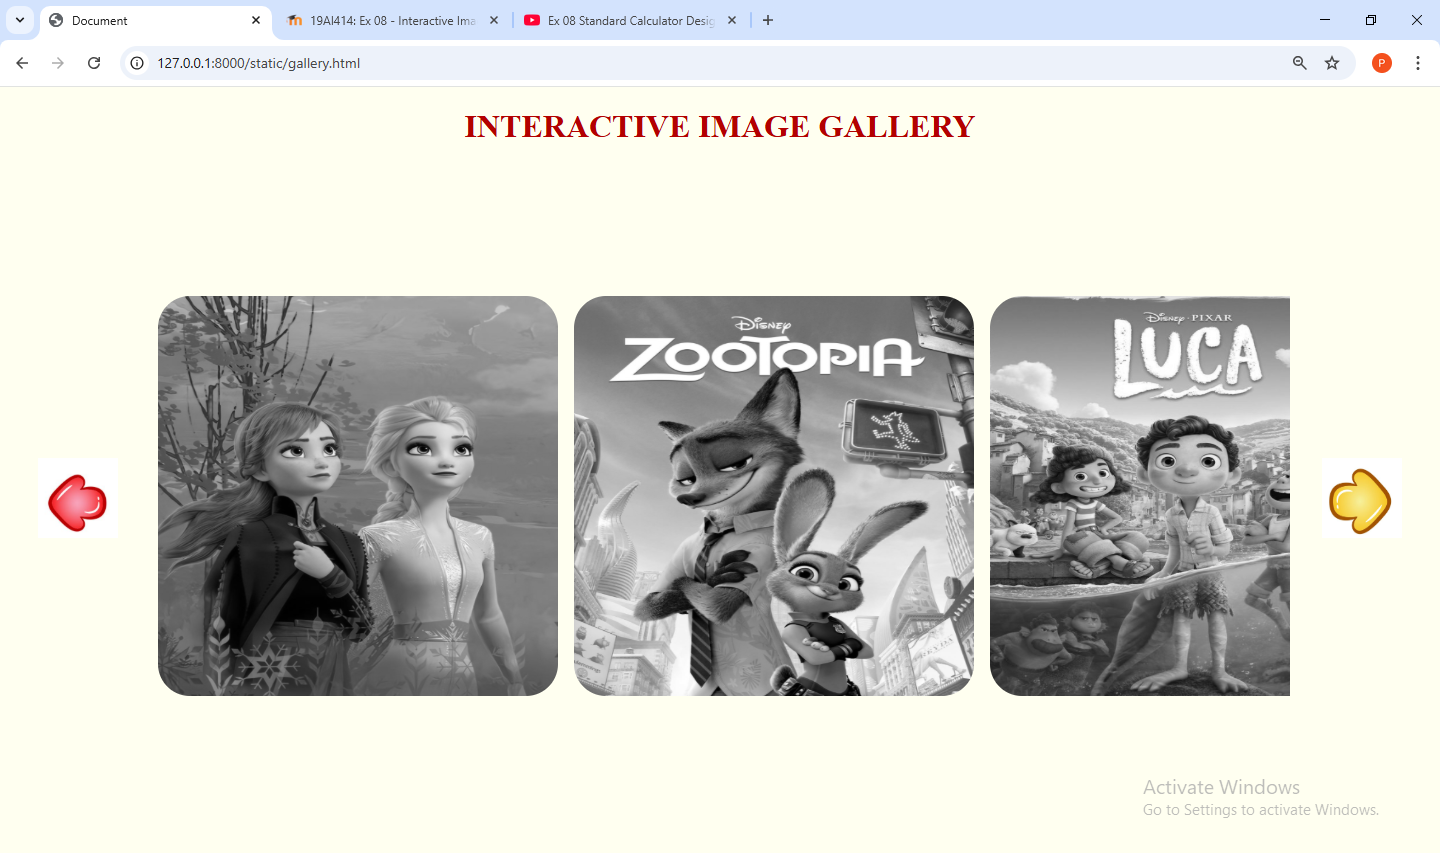 Document
19AI414: Ex 08 - Interactive Ima
Ex 08 Standard Calculator Desig
127.0.0.1:8000/static/gallery.html
P
INTERACTIVE IMAGE GALLERY
Disney
ZOOTOPIA
Disney · PIXAR
LUCA
Activate Windows
Go to Settings to activate Windows.